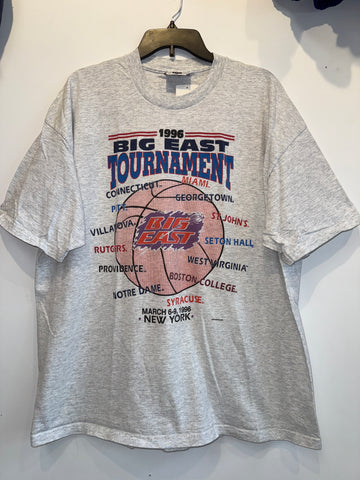 1996
BIG EAST
TOURNAMENT
MIAMI.
CONNECTICUT.
GEORGETOWN.
PITT.
ST. JOHN'S.
VILLANOVA.
BIG
EAST
SETON HALL
RUTGERS.
WEST VIRGINIA
PROVIDENCE.
BOSTON COLLEGE.
NOTRE DAME.
SYRACUSE.
MARCH 6-9, 1996
• NEW YORK •